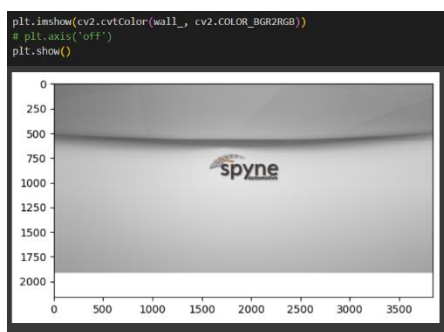 plt.imshow(cv2.cvtColor(wall_, cv2.COLOR_BGR2RGB))
# plt.axis('off')
plt.show()
0
250
500
750
1000
1250
1500
1750
2000
spyne
0 500 1000 1500 2000 2500 3000 3500